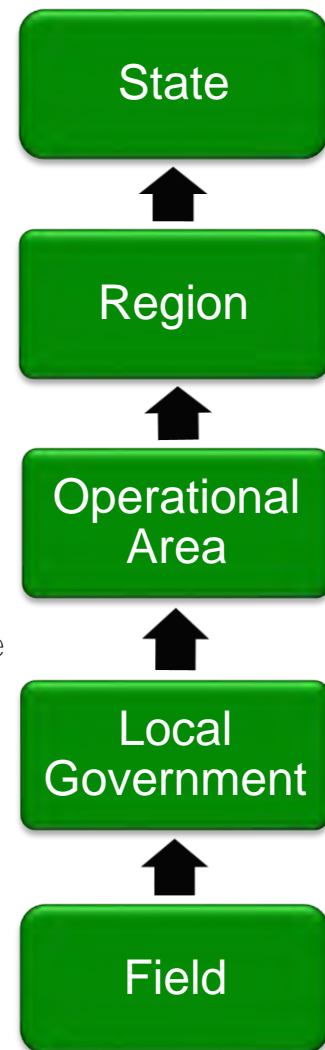 State
Region
Operational
Area
e
Local
Government
Field